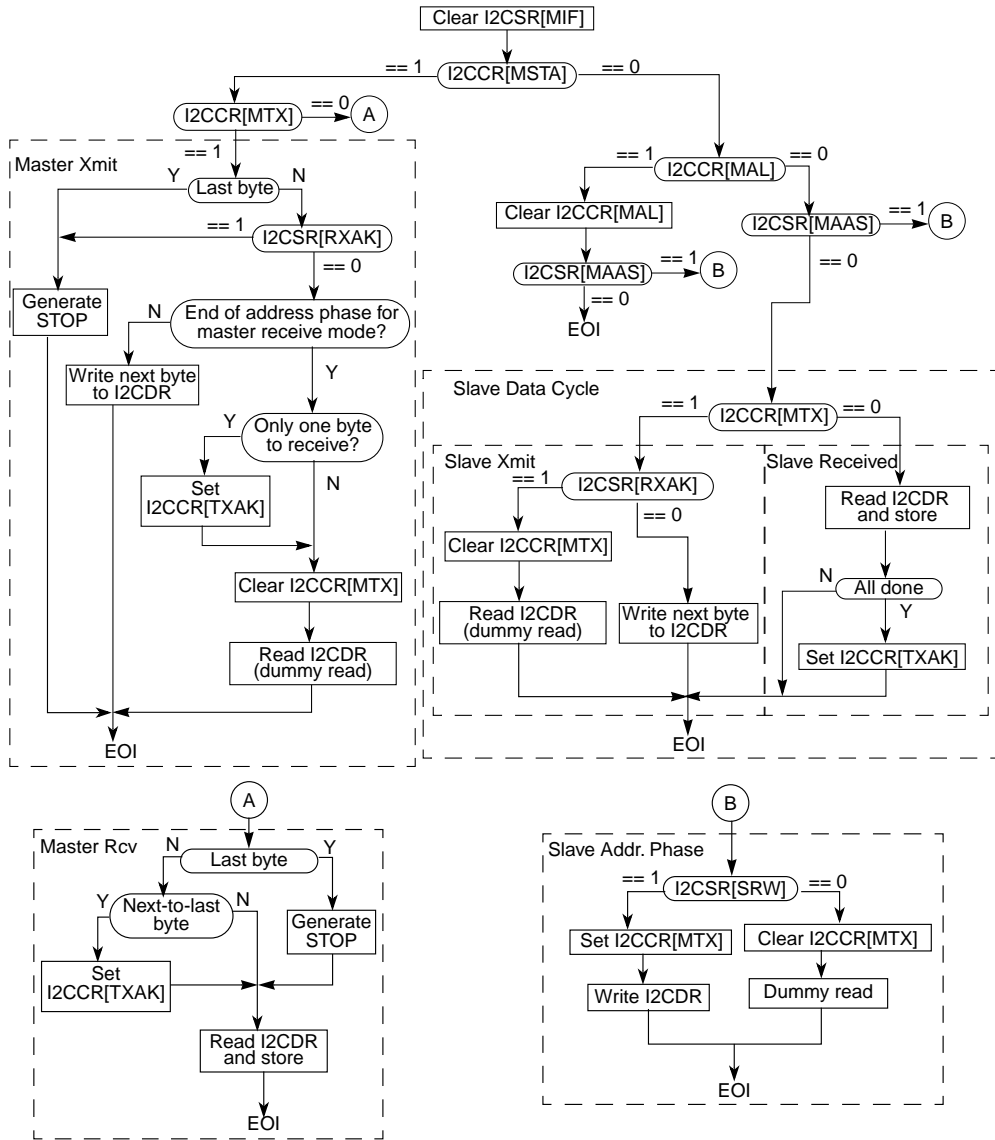 Clear I2CSR[MIF]
== 1
I2CCR[MSTA]
== 0
I2CCR[MTX]
== 0
A
== 1
Master Xmit
Y
Last byte
N
== 1
I2CSR[RXAK]
== 0
Generate
STOP
N
End of address phase for
master receive mode?
Write next byte
to I2CDR
Y
Y
Only one byte
to receive?
Set
I2CCR[TXAK]
N
Clear I2CCR[MTX]
Read I2CDR
(dummy read)
EOI
== 1
I2CCR[MAL]
== 0
Clear I2CCR[MAL]
I2CSR[MAAS]
== 1
B
== 0
EOI
I2CSR[MAAS]
== 1
B
== 0
Slave Data Cycle
== 1
I2CCR[MTX]
== 0
Slave Xmit
== 1
I2CSR[RXAK]
== 0
Clear I2CCR[MTX]
Read I2CDR
(dummy read)
Write next byte
to I2CDR
Slave Received
Read I2CDR
and store
N
All done
Y
Set I2CCR[TXAK]
EOI
A
Master Rcv
N
Last byte
Y
Y
Next-to-last
byte
N
Generate
STOP
Set
I2CCR[TXAK]
Read I2CDR
and store
EOI
B
Slave Addr. Phase
== 1
I2CSR[SRW]
== 0
Set I2CCR[MTX]
Clear I2CCR[MTX]
Write I2CDR
Dummy read
EOI